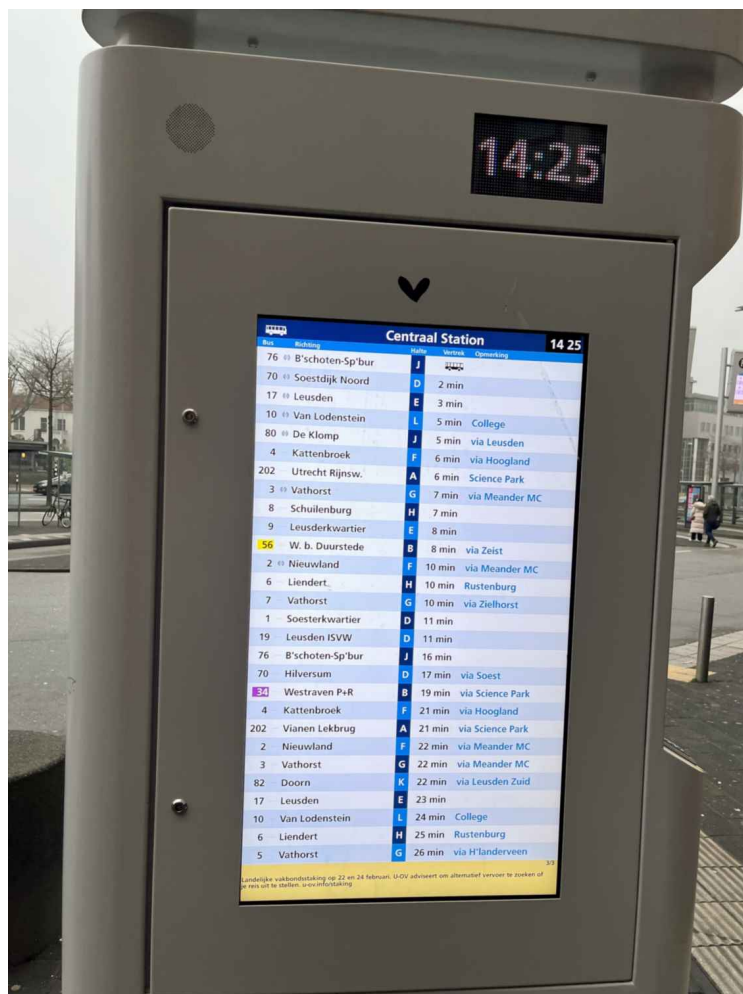 14:25
Centraal Station 14 25
Bus Richting Halte Vertrek Opmerking
76 B'schoten-Sp'bur J
70 Soestdijk Noord D 2 min
17 Leusden E 3 min
10 Van Lodenstein L 5 min College
80 De Klomp J 5 min via Leusden
4 Kattenbroek F 6 min via Hoogland
202 Utrecht Rijnsw. A 6 min Science Park
3 Vathorst G 7 min via Meander MC
8 Schuilenburg H 7 min
9 Leusderkwartier E 8 min
56 W. b. Duurstede B 8 min via Zeist
2 Nieuwland F 10 min via Meander MC
6 Liendert H 10 min Rustenburg
7 Vathorst G 10 min via Zielhorst
1 Soesterkwartier D 11 min
19 Leusden ISVW D 11 min
76 B'schoten-Sp'bur J 16 min
70 Hilversum D 17 min via Soest
34 Westraven P+R B 19 min via Science Park
4 Kattenbroek F 21 min via Hoogland
202 Vianen Lekbrug A 21 min via Science Park
2 Nieuwland F 22 min via Meander MC
3 Vathorst G 22 min via Meander MC
82 Doorn K 22 min via Leusden Zuid
17 Leusden E 23 min
10 Van Lodenstein L 24 min College
6 Liendert H 25 min Rustenburg
5 Vathorst G 26 min via H'landerveen
3/3
Landelijke vakbondsstaking op 22 en 24 februari. U-OV adviseert om alternatief vervoer te zoeken of
je reis uit te stellen. u-ov.info/staking